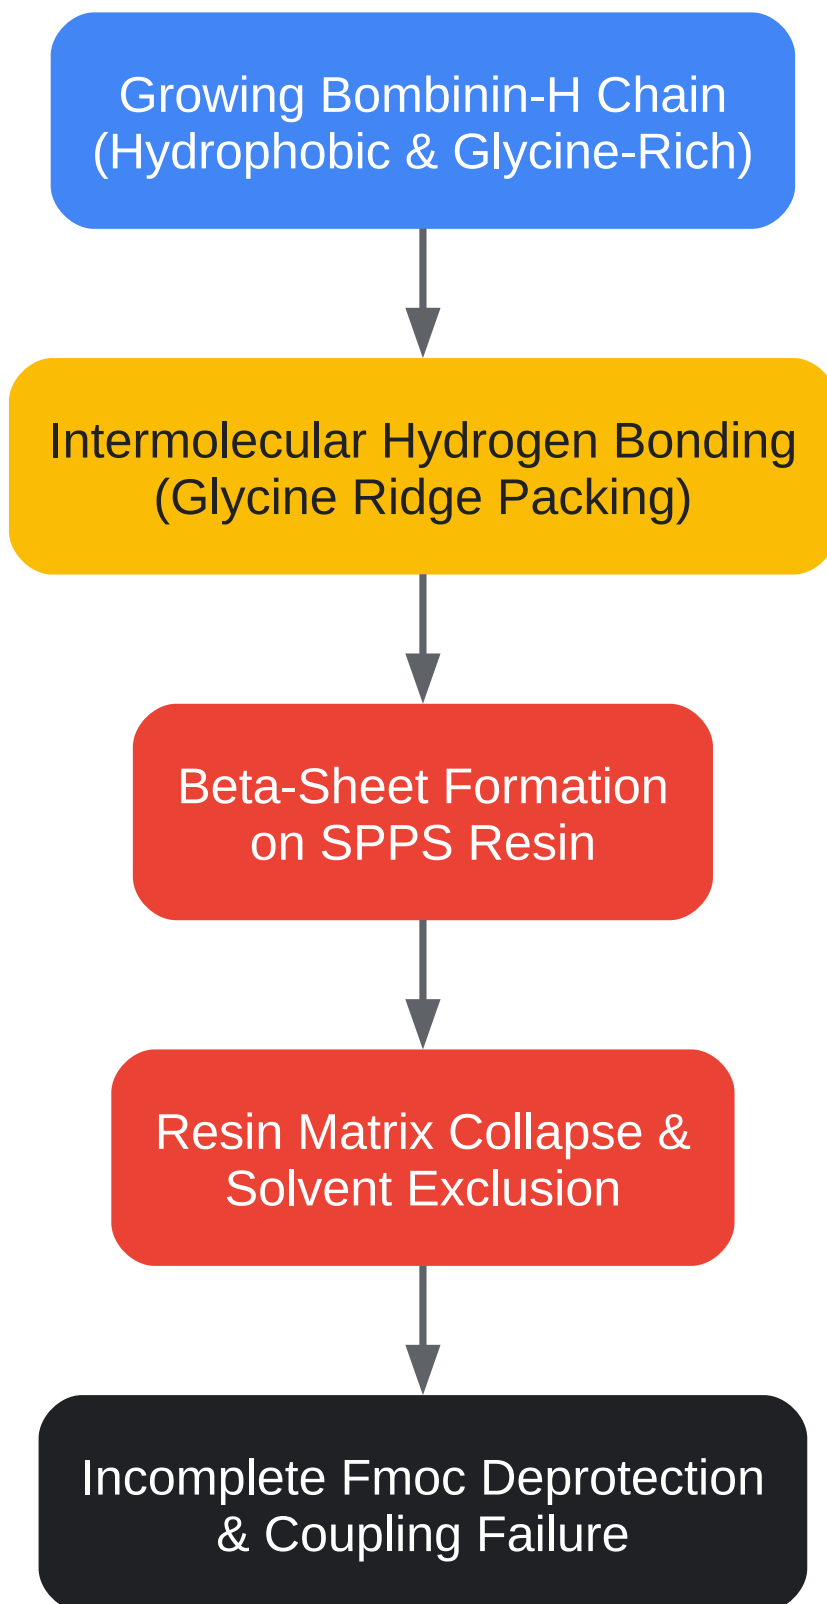 Growing Bombinin-H Chain
(Hydrophobic & Glycine-Rich)
Intermolecular Hydrogen Bonding
(Glycine Ridge Packing)
Beta-Sheet Formation
on SPPS Resin
Resin Matrix Collapse &
Solvent Exclusion
Incomplete Fmoc Deprotection
& Coupling Failure